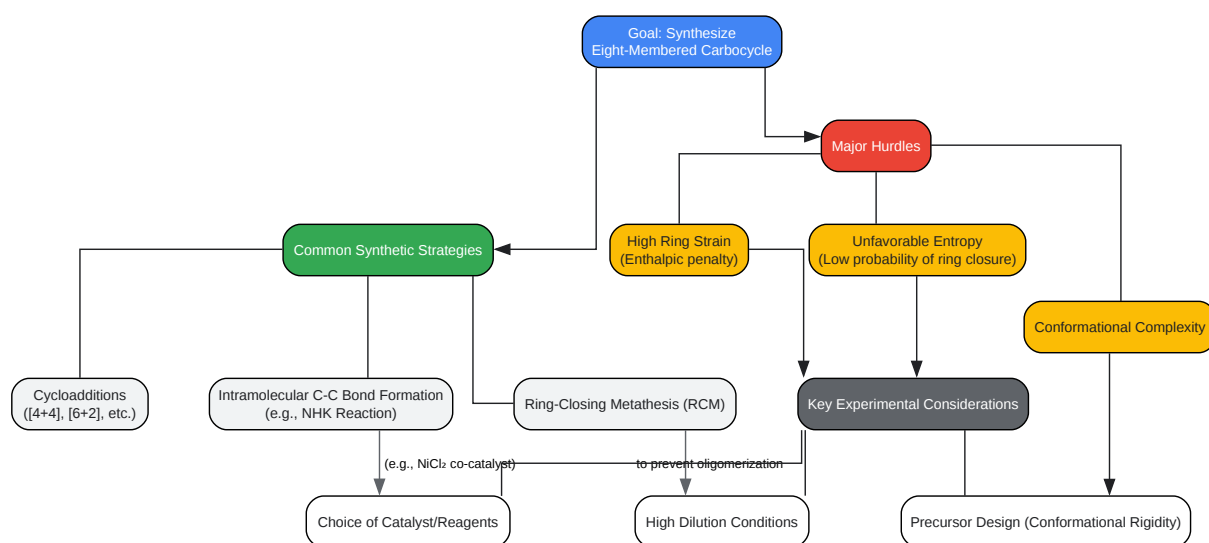 Goal: Synthesize
Eight-Membered Carbocycle
Major Hurdles
Common Synthetic Strategies
High Ring Strain
(Enthalpic penalty)
Unfavorable Entropy
(Low probability of ring closure)
Conformational Complexity
Cycloadditions
([4+4], [6+2], etc.)
Intramolecular C-C Bond Formation
(e.g., NHK Reaction)
Ring-Closing Metathesis (RCM)
Key Experimental Considerations
(e.g., NiCl₂ co-catalyst)
to prevent oligomerization
Choice of Catalyst/Reagents
High Dilution Conditions
Precursor Design (Conformational Rigidity)